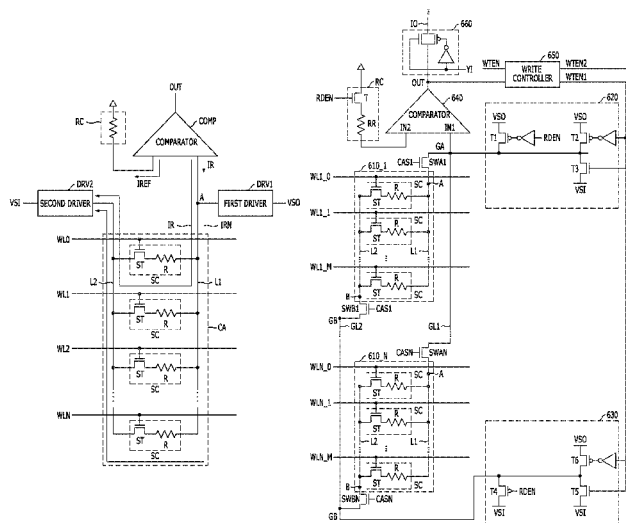 OUT
COMP
RC
COMPARATOR
IR
IREF
DRV2
A
DRV1
VSI
SECOND DRIVER
FIRST DRIVER
VSO
IR
IRM
WL0
L2
ST
R
L1
SC
WL1
CA
ST
R
SC
WL2
ST
R
SC
WLN
ST
R
SC
IO
660
YI
WTEN
650
WRITE CONTROLLER
WTEN2
WTEN1
OUT
RC
RDEN
T
RR
640
COMPARATOR
IN2
IN1
620
VSO
VSO
T1
RDEN
T2
T3
VSI
GA
CAS1
SWA1
WL1_0
610_1
R
SC
A
ST
WL1_1
R
SC
ST
L2
L1
WL1_M
R
ST
SC
B
SWB1
CAS1
GB
GL2
GL1
CASN
SWAN
WLN_0
610_N
R
SC
A
ST
WLN_1
R
SC
ST
L2
L1
WLN_M
R
ST
SC
B
SWBN
CASN
GB
630
VSO
T6
T4
RDEN
T5
VSI
VSI